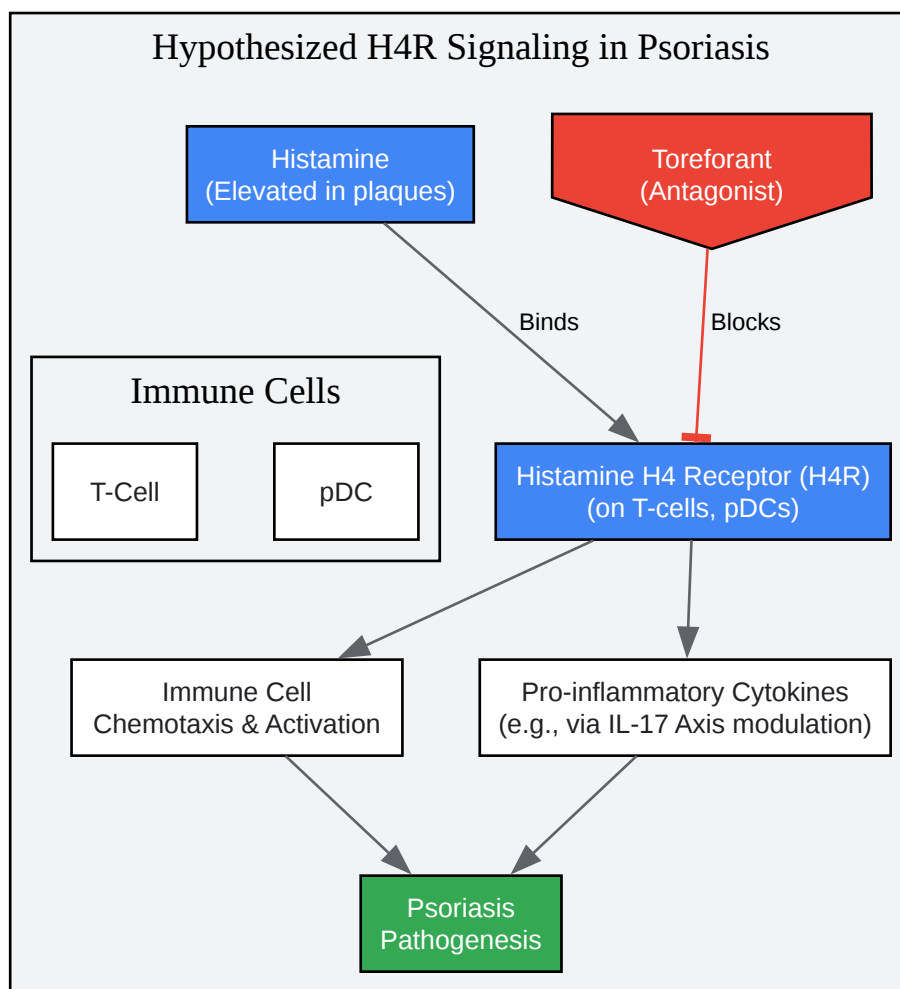 Hypothesized H4R Signaling in Psoriasis
Histamine
(Elevated in plaques)
Toreforant
(Antagonist)
Binds
Blocks
Immune Cells
T-Cell
pDC
Histamine H4 Receptor (H4R)
(on T-cells, pDCs)
Immune Cell
Chemotaxis & Activation
Pro-inflammatory Cytokines
(e.g., via IL-17 Axis modulation)
Psoriasis
Pathogenesis